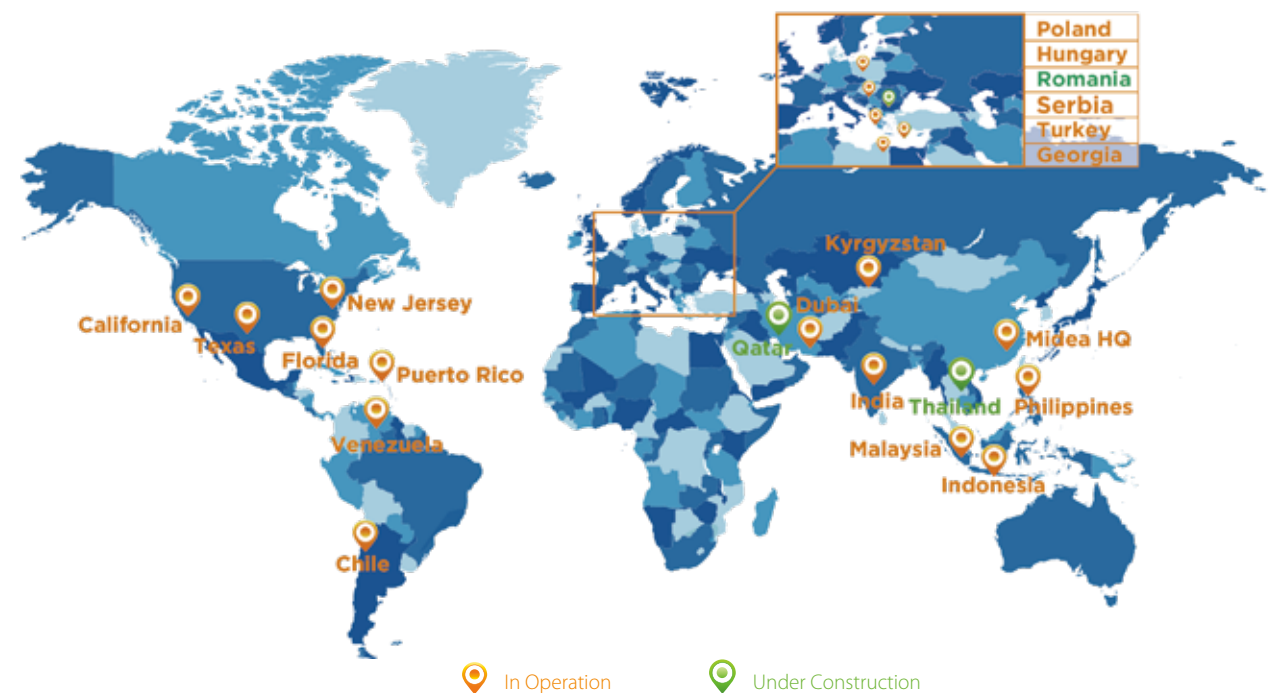 Poland
Hungary
Romania
Serbia
Turkey
Georgia
Kyrgyzstan
New Jersey
Dubai
California
Texas
Qatar
Midea HQ
Florida
Puerto Rico
India
Thailand
Philippines
Venezuela
Malaysia
Indonesia
Chile
In Operation
Under Construction